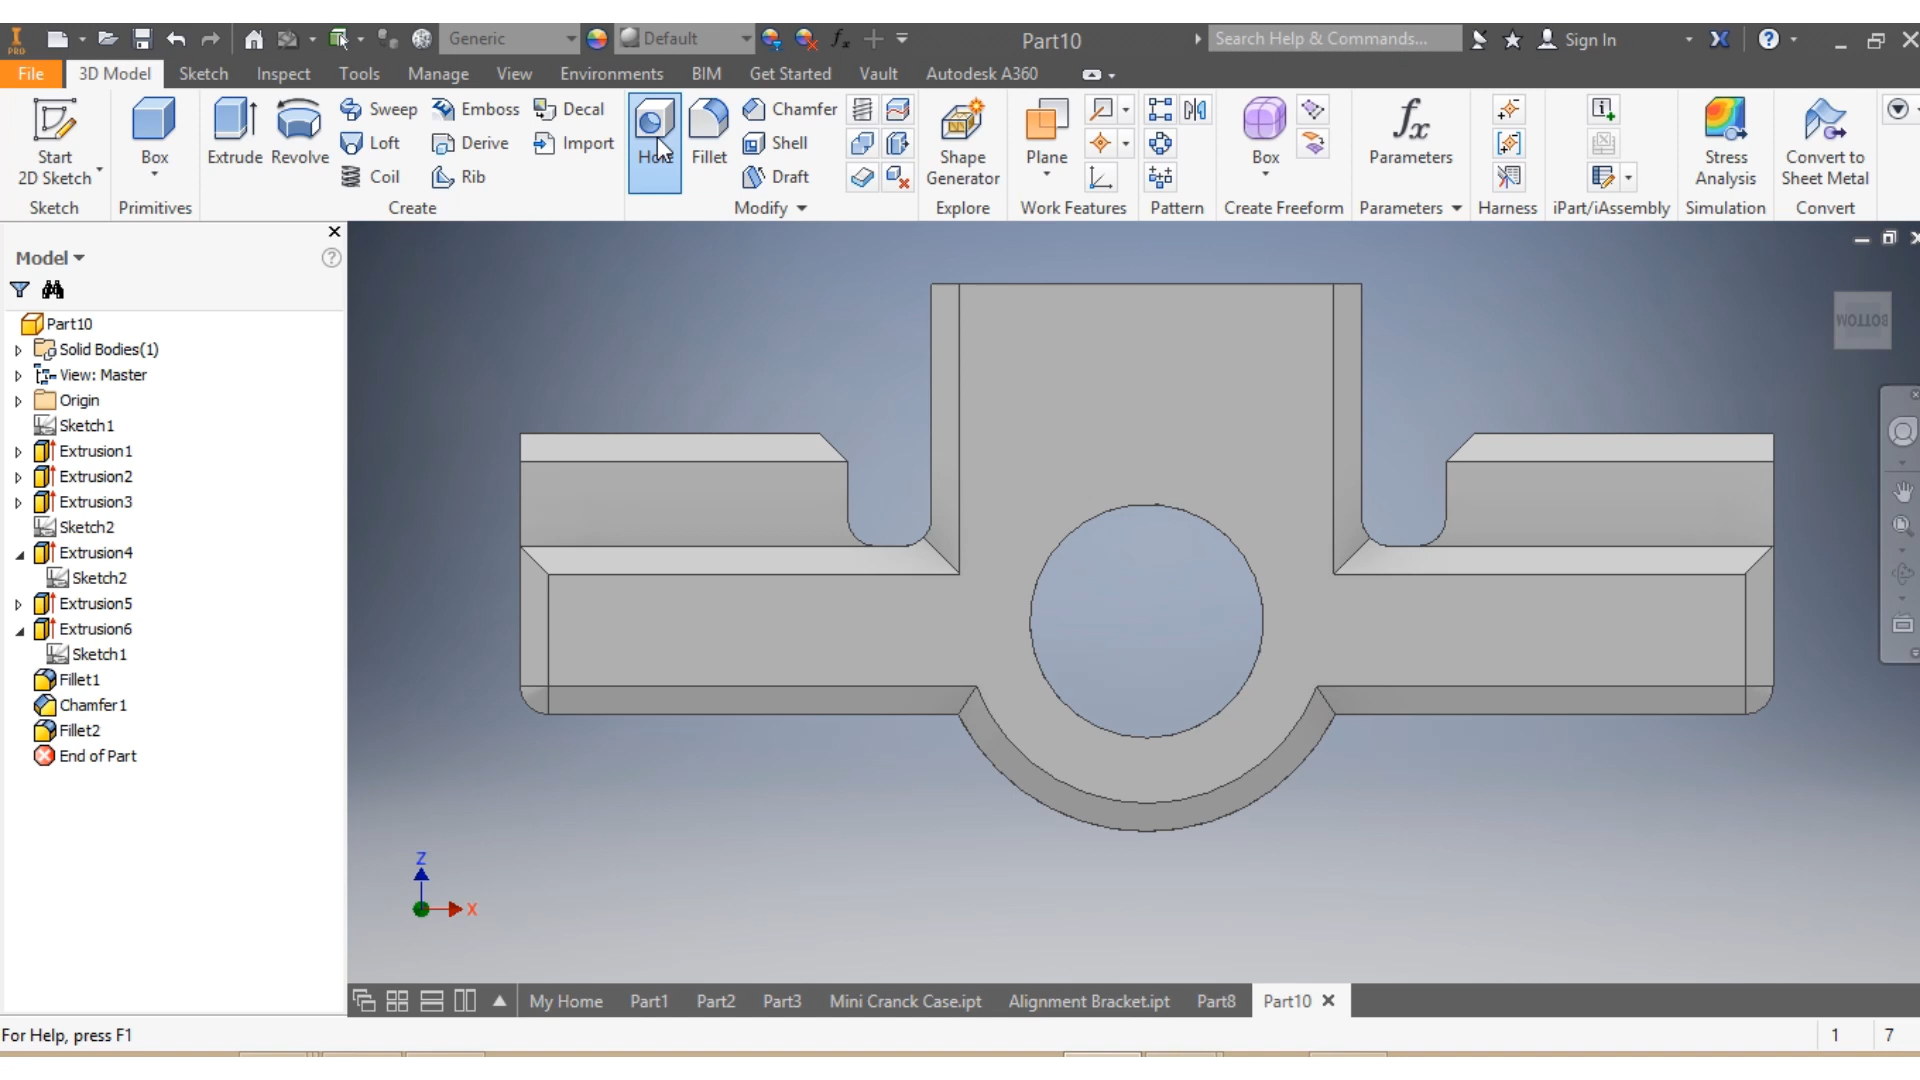 PRO Generic Default Part10 Search Help & Commands... Sign In
File 3D Model Sketch Inspect Tools Manage View Environments BIM Get Started Vault Autodesk A360
Start
2D Sketch
Sketch
Box
Primitives
Extrude Revolve
Sweep Emboss Decal
Loft Derive Import
Coil Rib
Create
Hole Fillet
Chamfer
Shell
Draft
Modify
Shape
Generator
Explore
Plane
Work Features
Pattern
Box
Create Freeform
fx
Parameters
Parameters
Harness
iPart/iAssembly
Stress
Analysis
Simulation
Convert to
Sheet Metal
Convert
Model
Part10
Solid Bodies(1)
View: Master
Origin
Sketch1
Extrusion1
Extrusion2
Extrusion3
Sketch2
Extrusion4
Sketch2
Extrusion5
Extrusion6
Sketch1
Fillet1
Chamfer1
Fillet2
End of Part
BOTTOM
Z
X
My Home Part1 Part2 Part3 Mini Cranck Case.ipt Alignment Bracket.ipt Part8 Part10
For Help, press F1 1 7